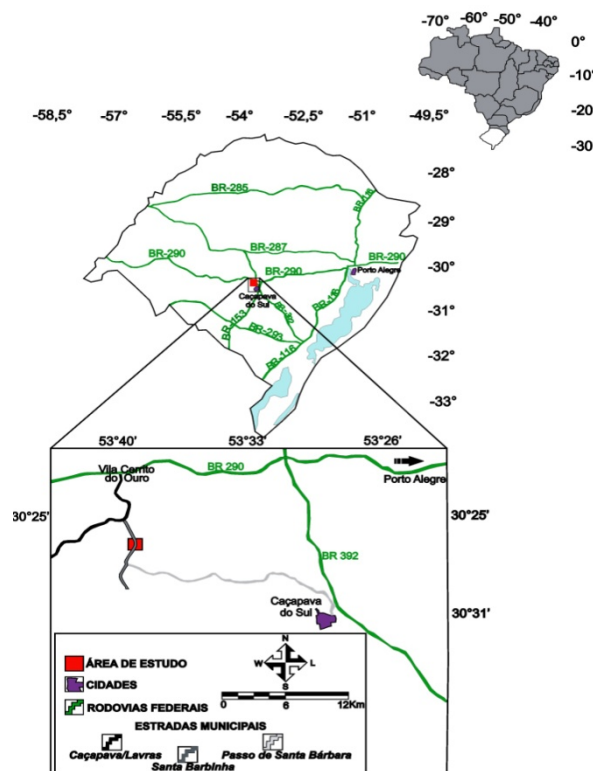 -70° -60° -50° -40°
0°
-10°
-20
-30
-58,5° -57° -55,5° -54° -52,5° -51° -49,5°
-28°
-29°
-30°
-31°
-32°
-33°
BR-285
BR-116
BR-287
BR-290
BR-290
BR-290
Porto Alegre
Caçapava
do Sul
BR-153
BR-293
BR-116
BR-116
53°40' 53°33' 53°26'
Vila Cerrito
do Ouro
BR 290
Porto Alegre
30°25'
30°25'
BR 392
Caçapava
do Sul
30°31'
ÁREA DE ESTUDO
CIDADES
RODOVIAS FEDERAIS
N
W L
S
0 6 12Km
ESTRADAS MUNICIPAIS
Caçapava/Lavras
Santa Barbinha
Passo de Santa Bárbara